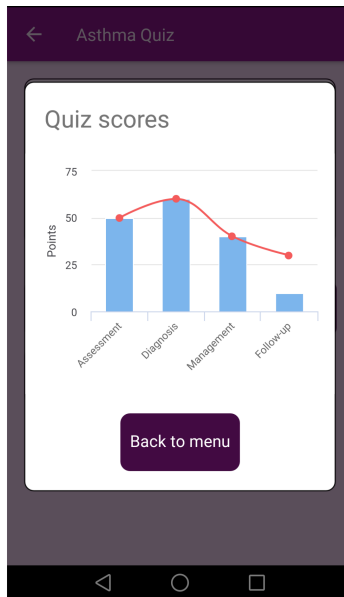 Asthma Quiz
Quiz scores
Points
75
50
25
0
Assessment
Diagnosis
Management
Follow-up
Back to menu